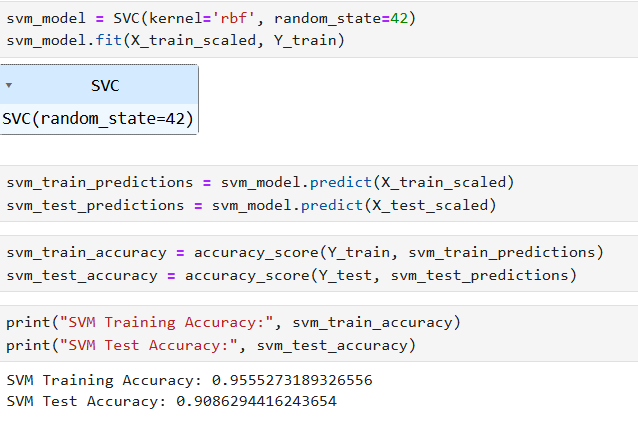 svm_model = SVC(kernel='rbf', random_state=42)
svm_model.fit(X_train_scaled, Y_train)
SVC
SVC(random_state=42)
svm_train_predictions = svm_model.predict(X_train_scaled)
svm_test_predictions = svm_model.predict(X_test_scaled)
svm_train_accuracy = accuracy_score(Y_train, svm_train_predictions)
svm_test_accuracy = accuracy_score(Y_test, svm_test_predictions)
print("SVM Training Accuracy:", svm_train_accuracy)
print("SVM Test Accuracy:", svm_test_accuracy)
SVM Training Accuracy: 0.9555273189326556
SVM Test Accuracy: 0.9086294416243654